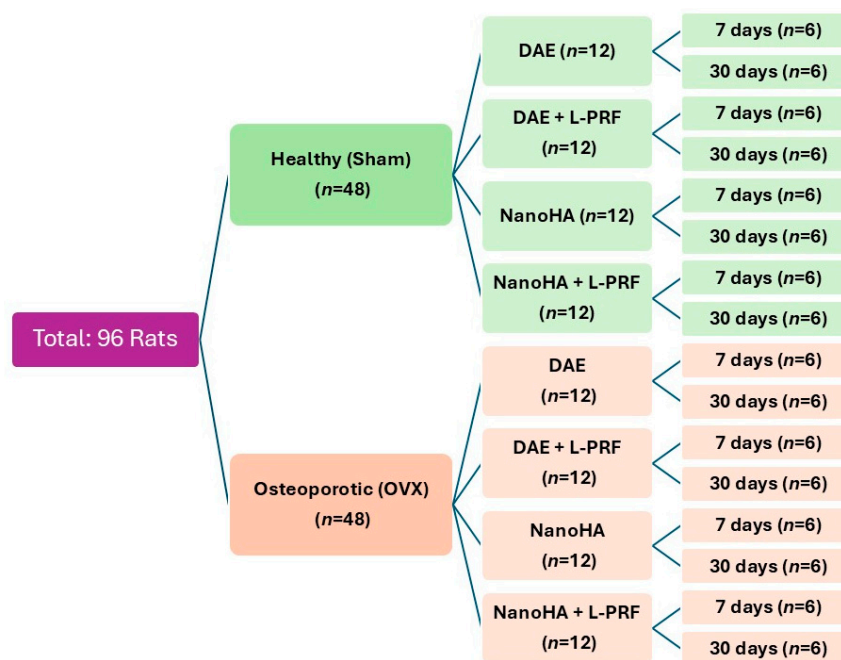 Total: 96 Rats
Healthy (Sham)
(n=48)
DAE (n=12)
7 days (n=6)
30 days (n=6)
DAE + L-PRF
(n=12)
7 days (n=6)
30 days (n=6)
NanoHA (n=12)
7 days (n=6)
30 days (n=6)
NanoHA + L-PRF
(n=12)
7 days (n=6)
30 days (n=6)
Osteoporotic (OVX)
(n=48)
DAE
(n=12)
7 days (n=6)
30 days (n=6)
DAE + L-PRF
(n=12)
7 days (n=6)
30 days (n=6)
NanoHA
(n=12)
7 days (n=6)
30 days (n=6)
NanoHA + L-PRF
(n=12)
7 days (n=6)
30 days (n=6)